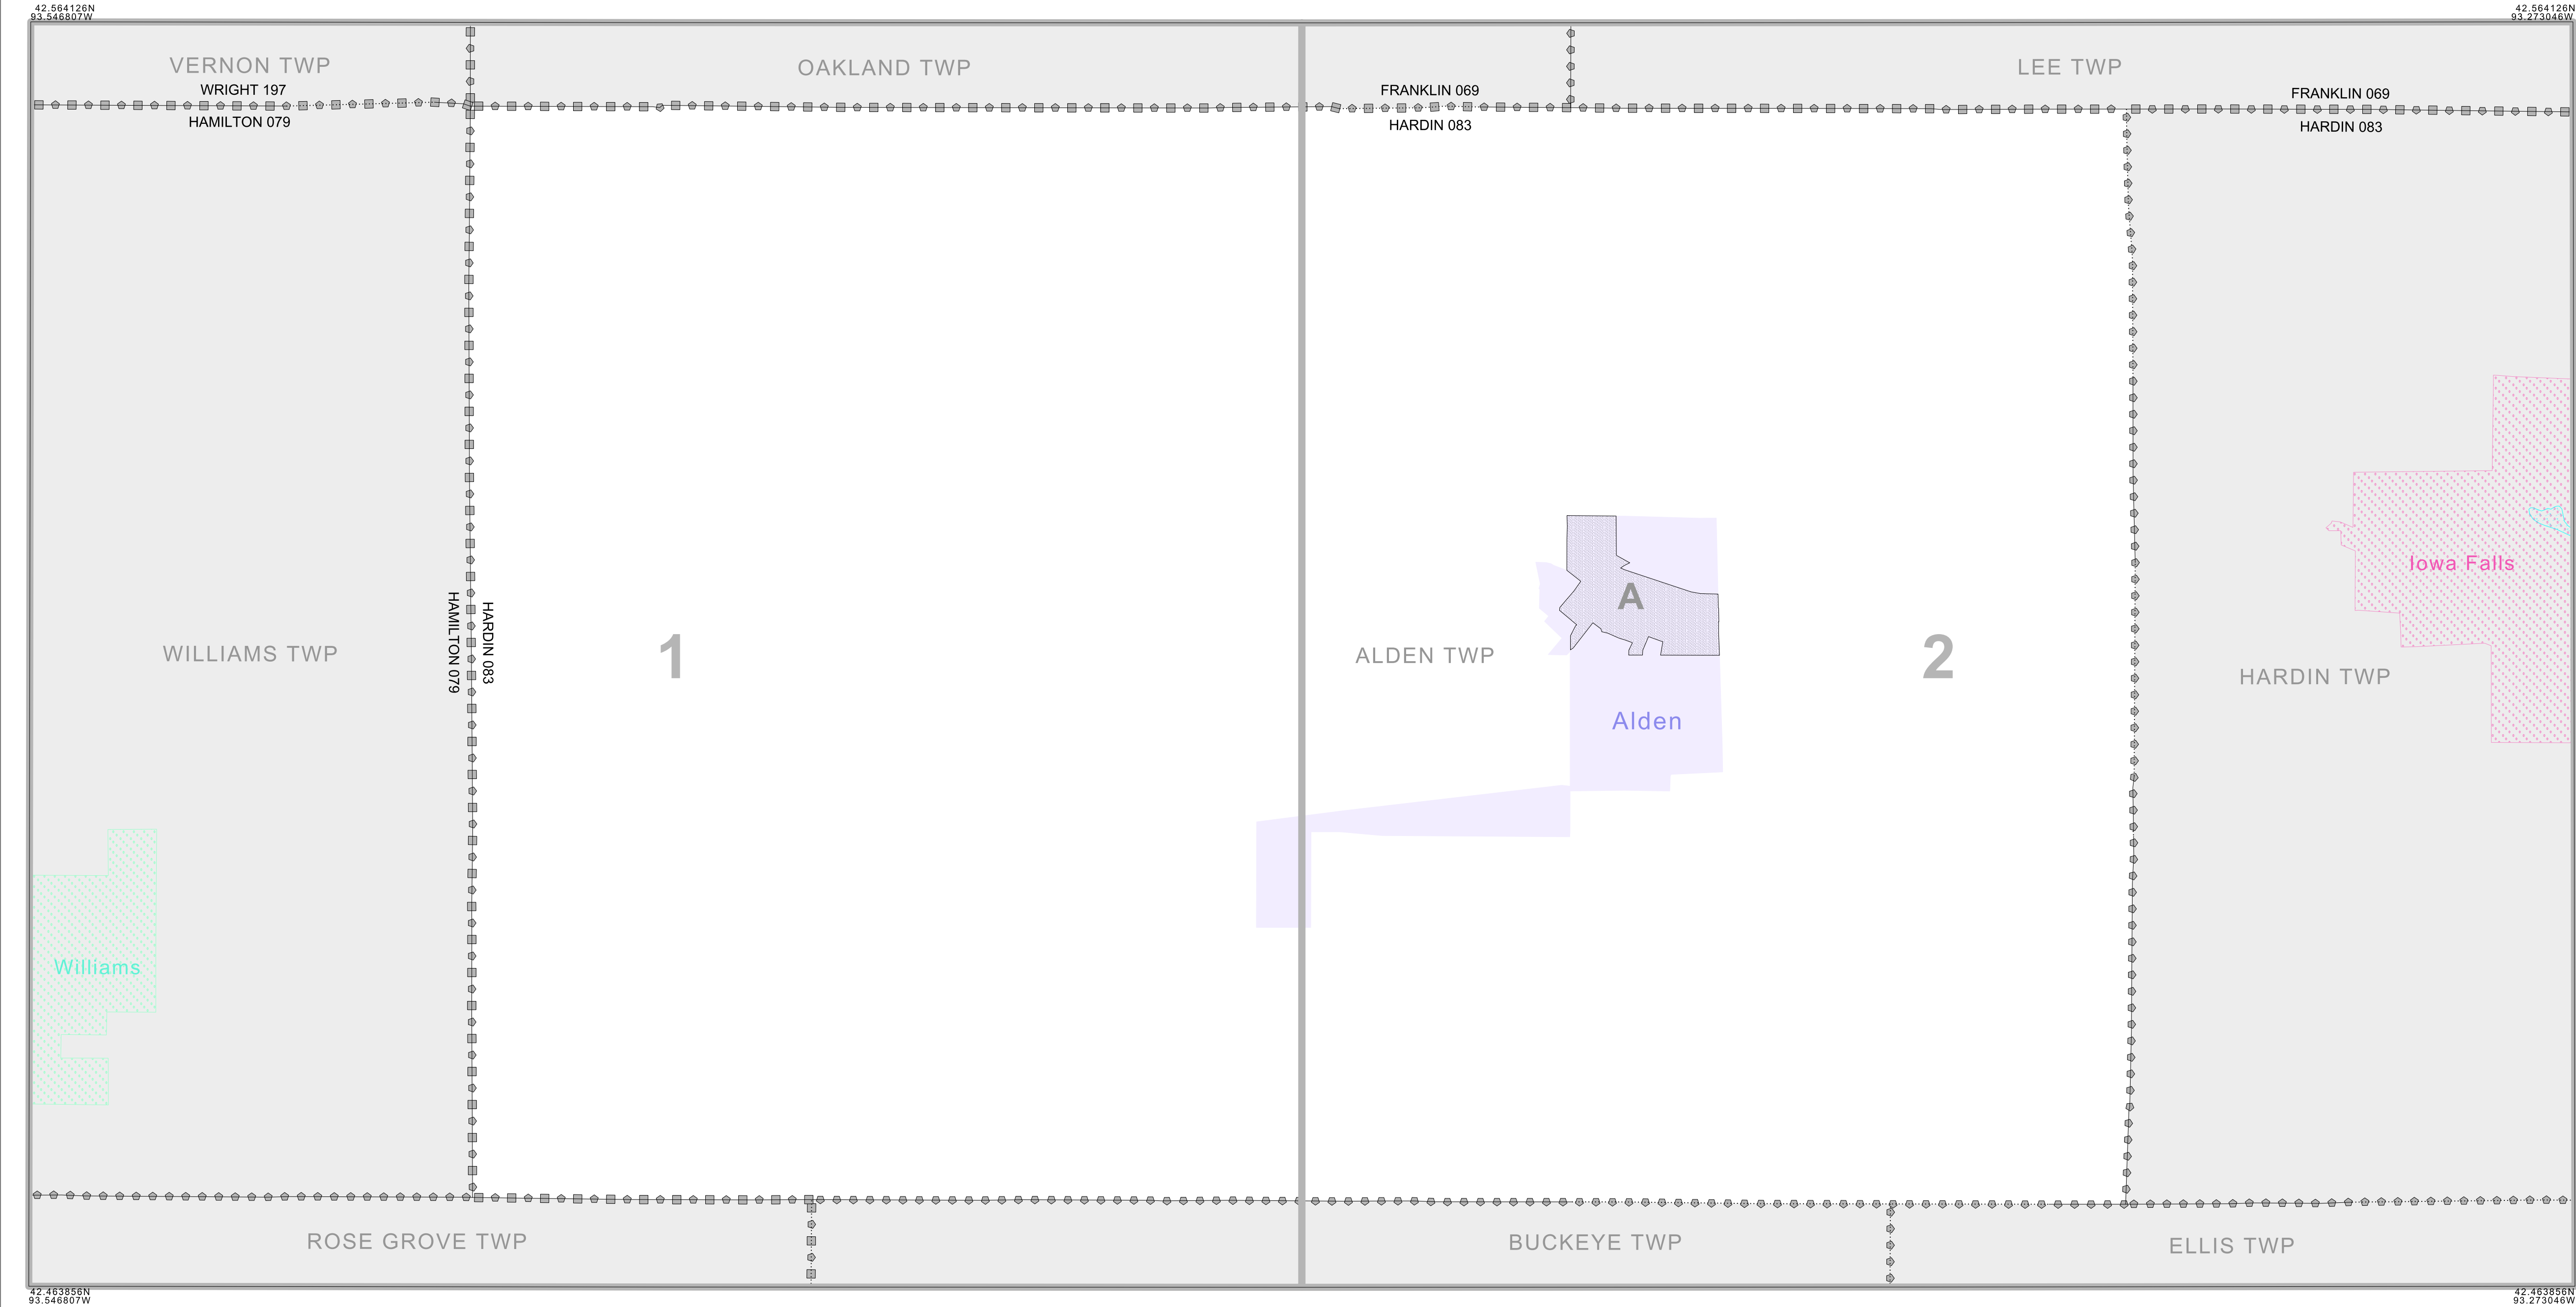 42.564126N
93.546807W
42.564126N
93.273046W
VERNON TWP
OAKLAND TWP
LEE TWP
WRIGHT 197
HAMILTON 079
FRANKLIN 069
HARDIN 083
FRANKLIN 069
HARDIN 083
HAMILTON 079
HARDIN 083
WILLIAMS TWP
1
ALDEN TWP
A
2
HARDIN TWP
Iowa Falls
Alden
Williams
ROSE GROVE TWP
BUCKEYE TWP
ELLIS TWP
42.463856N
93.546807W
42.463856N
93.273046W